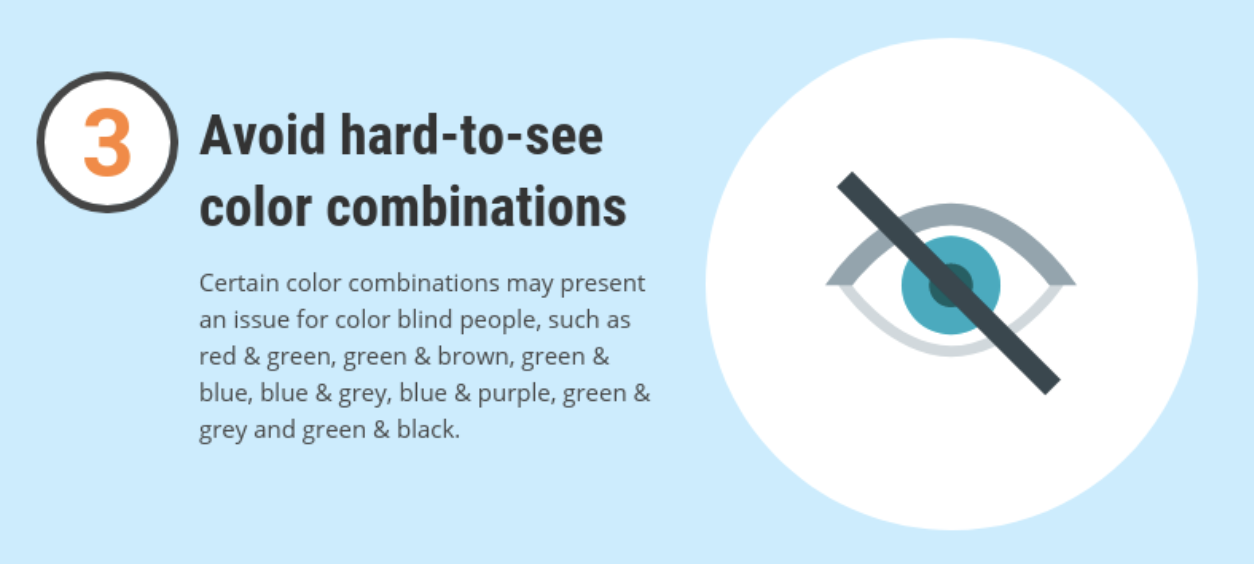 3
Avoid hard-to-see
color combinations
Certain color combinations may present
an issue for color blind people, such as
red & green, green & brown, green &
blue, blue & grey, blue & purple, green &
grey and green & black.